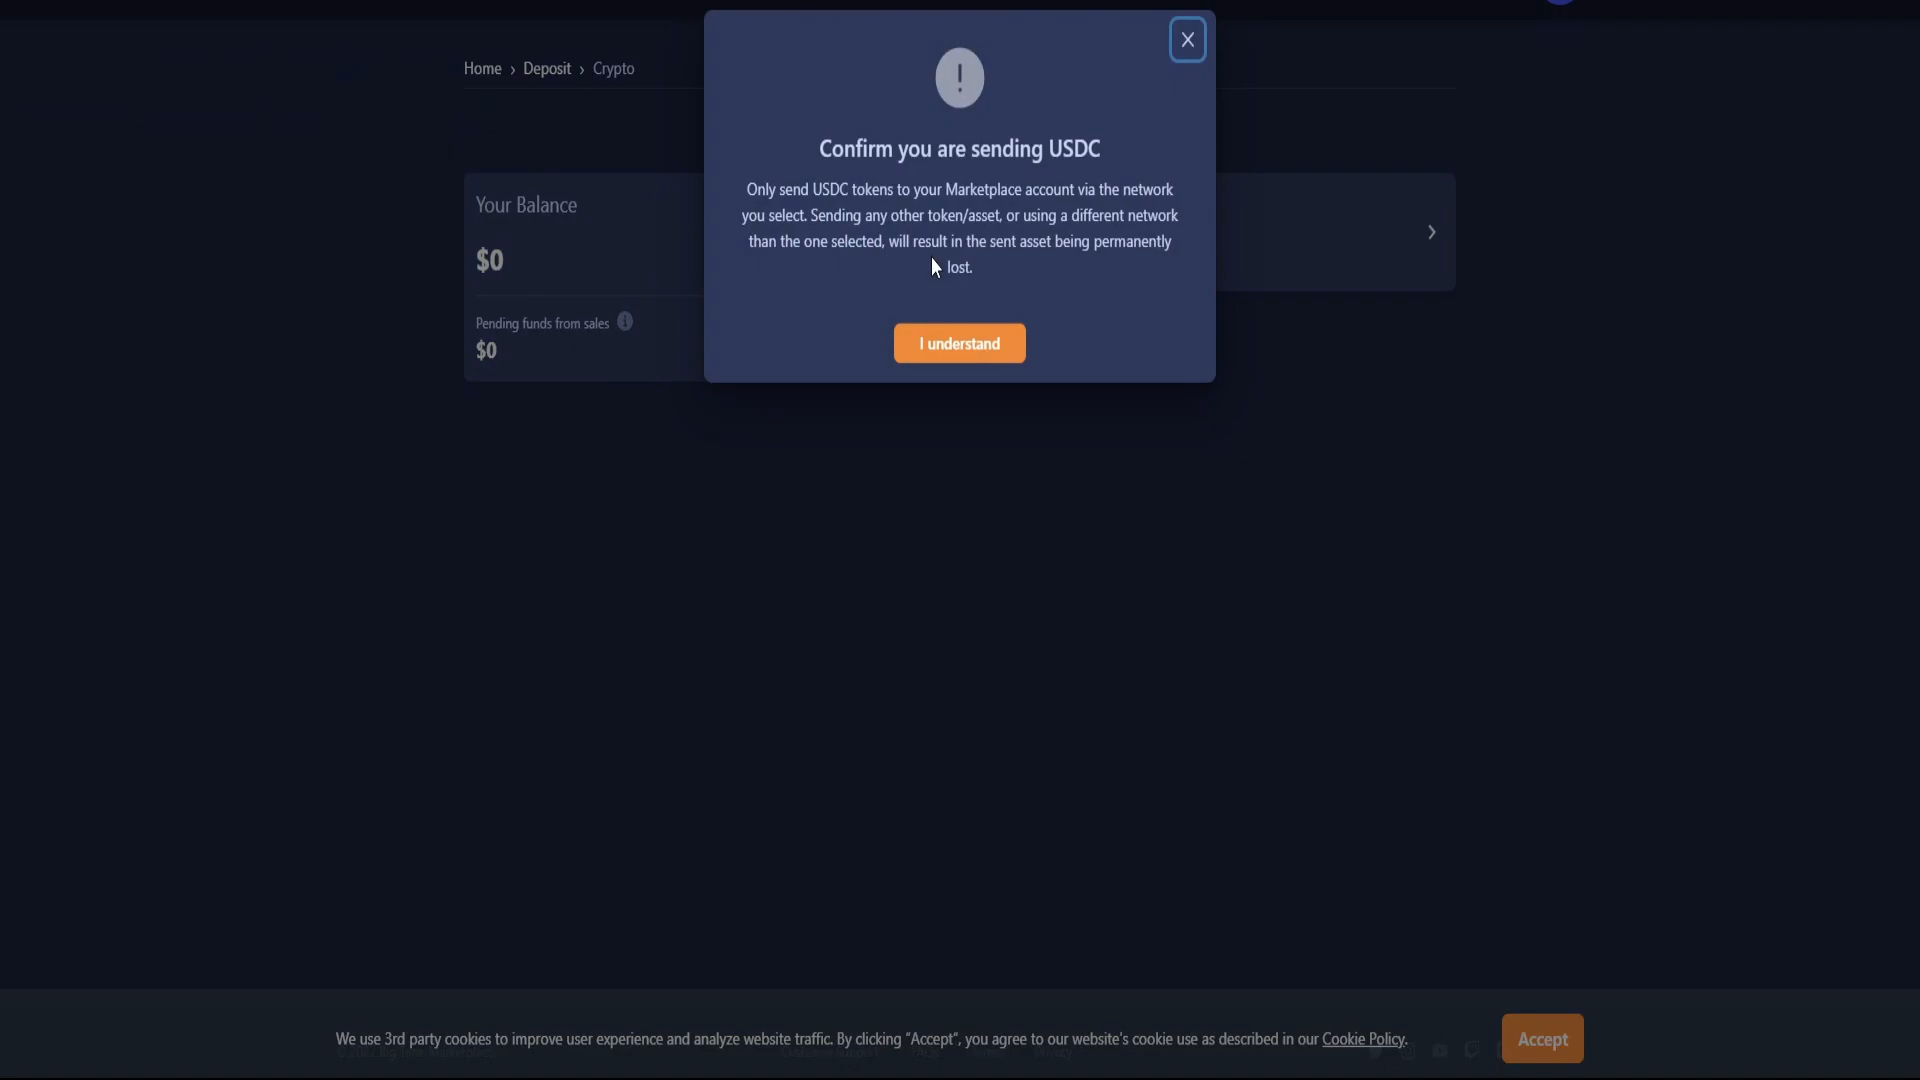 X
!
Confirm you are sending USDC
Only send USDC tokens to your Marketplace account via the network
you select. Sending any other token/asset, or using a different network
than the one selected, will result in the sent asset being permanently
lost.
I understand
Home › Deposit › Crypto
Your Balance
$0
Pending funds from sales
$0
We use 3rd party cookies to improve user experience and analyze website traffic. By clicking “Accept“, you agree to our website's cookie use as described in our Cookie Policy.
Accept